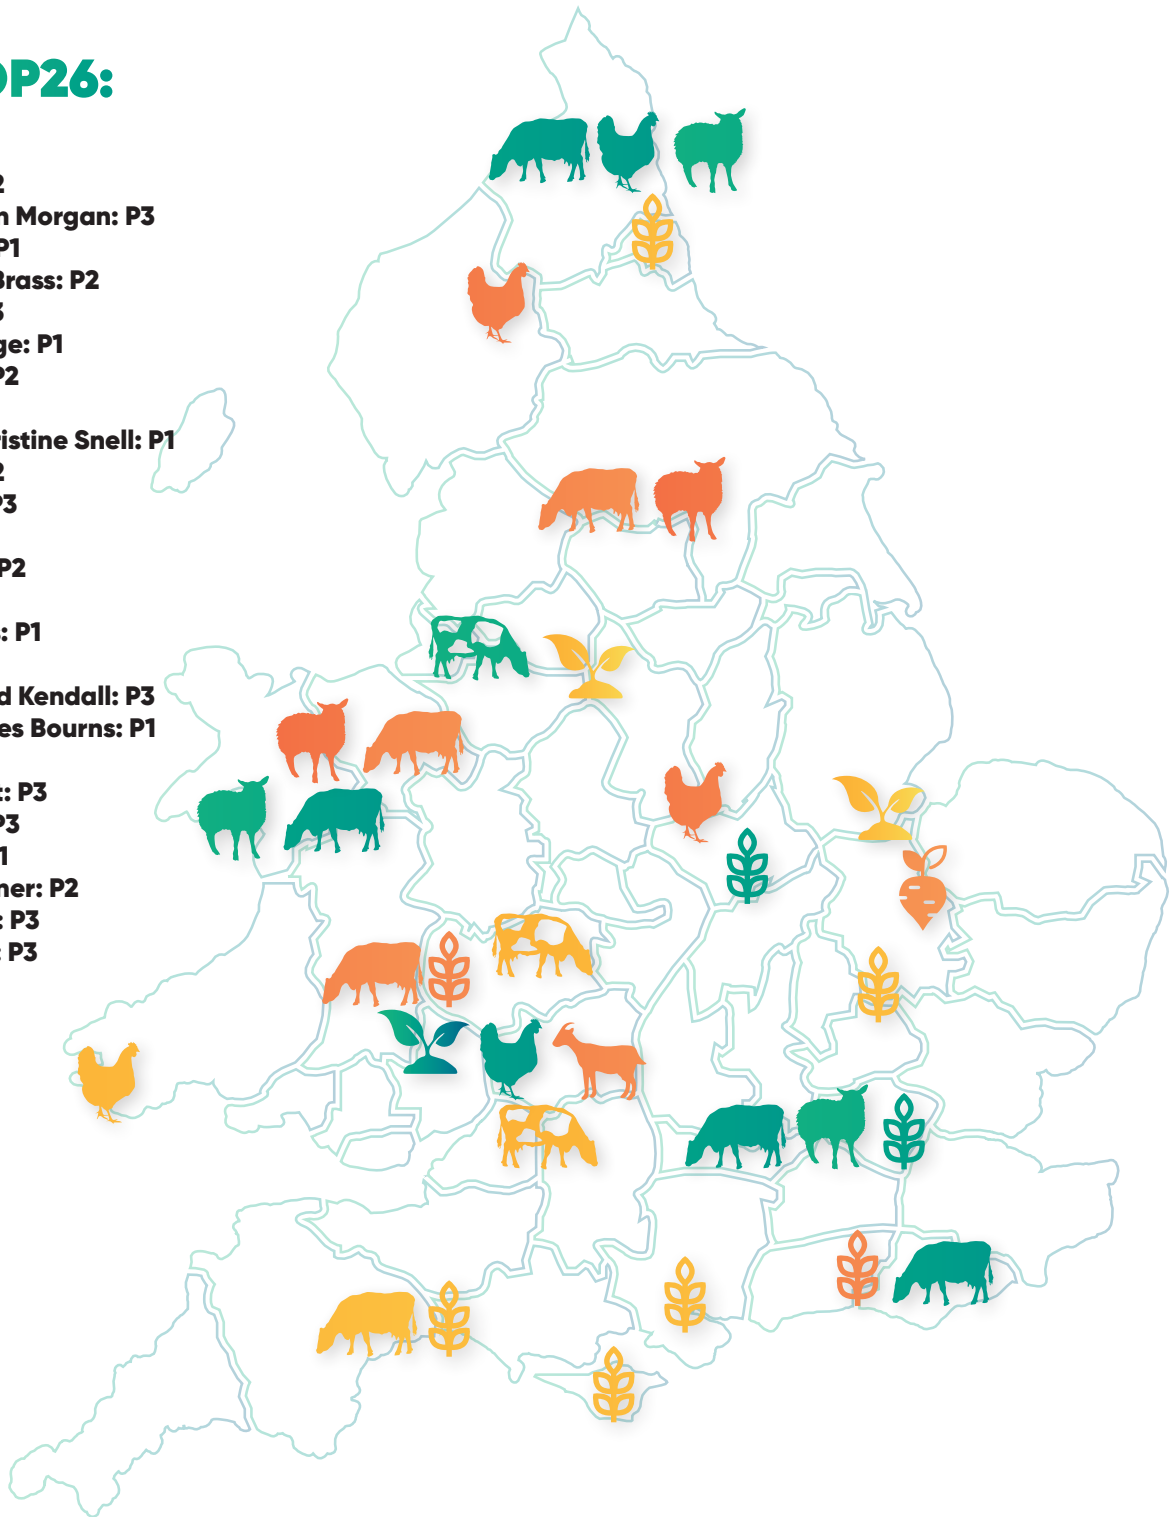 OP26:
2
n Morgan: P3
P1
Brass: P2
3
ge: P1
P2
ristine Snell: P1
2
P3
P2
: P1
d Kendall: P3
es Bourns: P1
: P3
P3
1
ner: P2
: P3
: P3